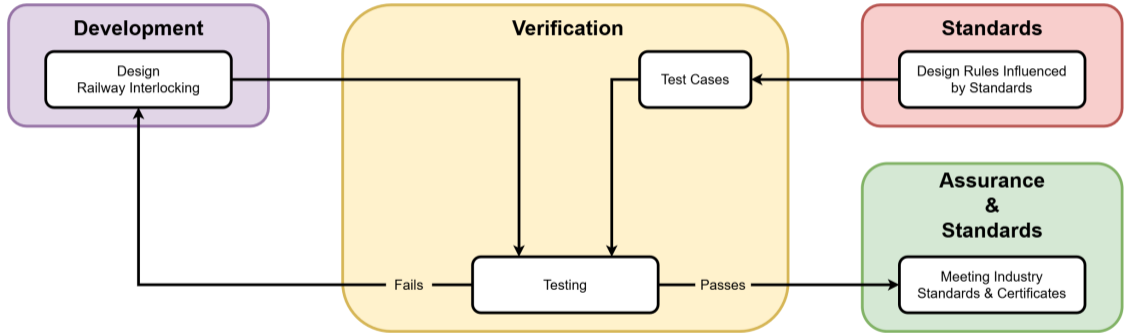 Development
Design
Railway Interlocking
Verification
Test Cases
Standards
Design Rules Influenced
by Standards
Fails
Testing
Passes
Assurance
&
Standards
Meeting Industry
Standards & Certificates